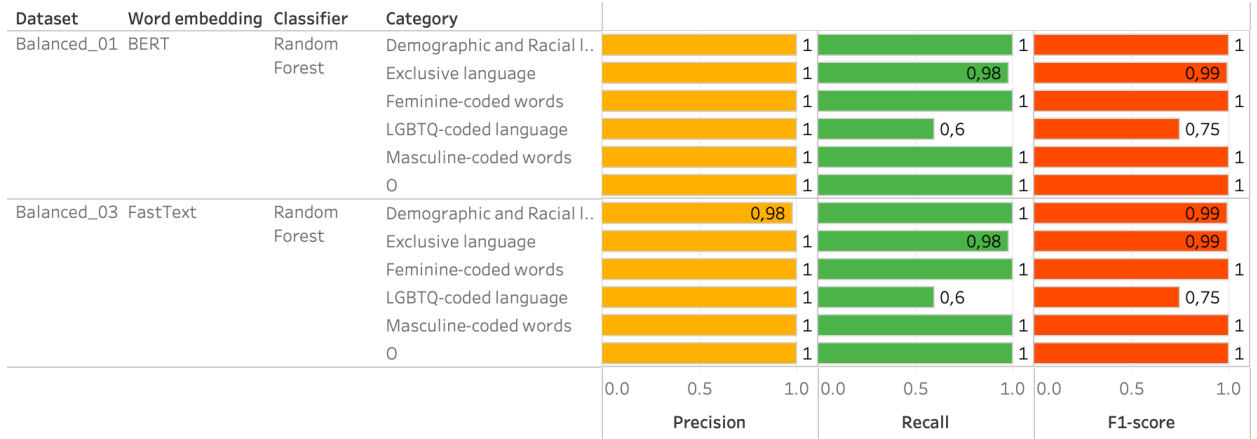 Dataset Word embedding Classifier Category
Balanced_01 BERT Random Forest Demographic and Racial l.. 1 1 1
Exclusive language 1 0,98 0,99
Feminine-coded words 1 1 1
LGBTQ-coded language 1 0,6 0,75
Masculine-coded words 1 1 1
O 1 1 1
Balanced_03 FastText Random Forest Demographic and Racial l.. 0,98 1 0,99
Exclusive language 1 0,98 0,99
Feminine-coded words 1 1 1
LGBTQ-coded language 1 0,6 0,75
Masculine-coded words 1 1 1
O 1 1 1
0.0 0.5 1.0 0.0 0.5 1.0 0.0 0.5 1.0
Precision Recall F1-score